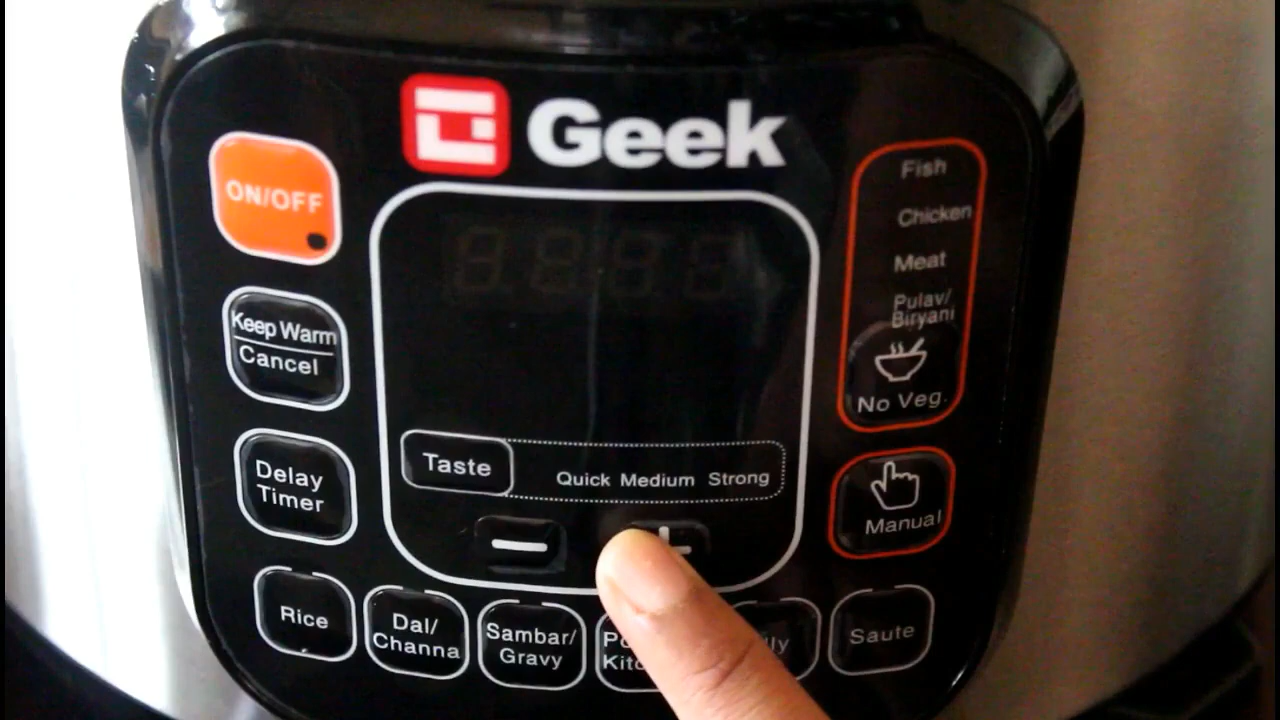 Geek
ON/OFF
Keep Warm
Cancel
Delay
Timer
Fish
Chicken
Meat
Pulav/
Biryani
No Veg.
Manual
Taste
Quick Medium Strong
Rice
Dal/
Channa
Sambar/
Gravy
Saute